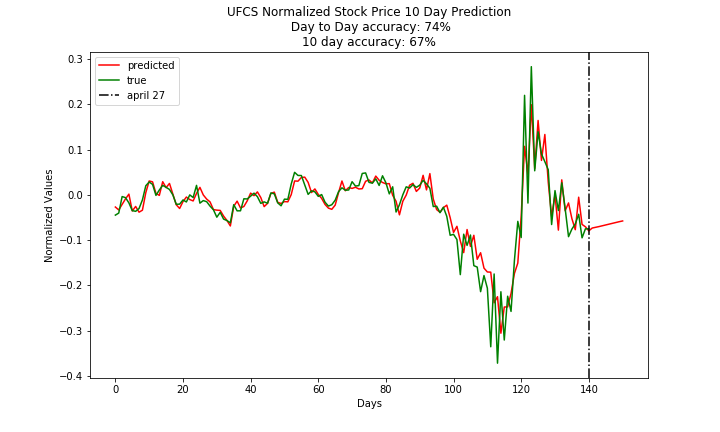 UFCS Normalized Stock Price 10 Day Prediction
Day to Day accuracy: 74%
10 day accuracy: 67%
predicted
true
april 27
0.3
0.2
0.1
0.0
−0.1
−0.2
−0.3
−0.4
Normalized Values
0 20 40 60 80 100 120 140
Days